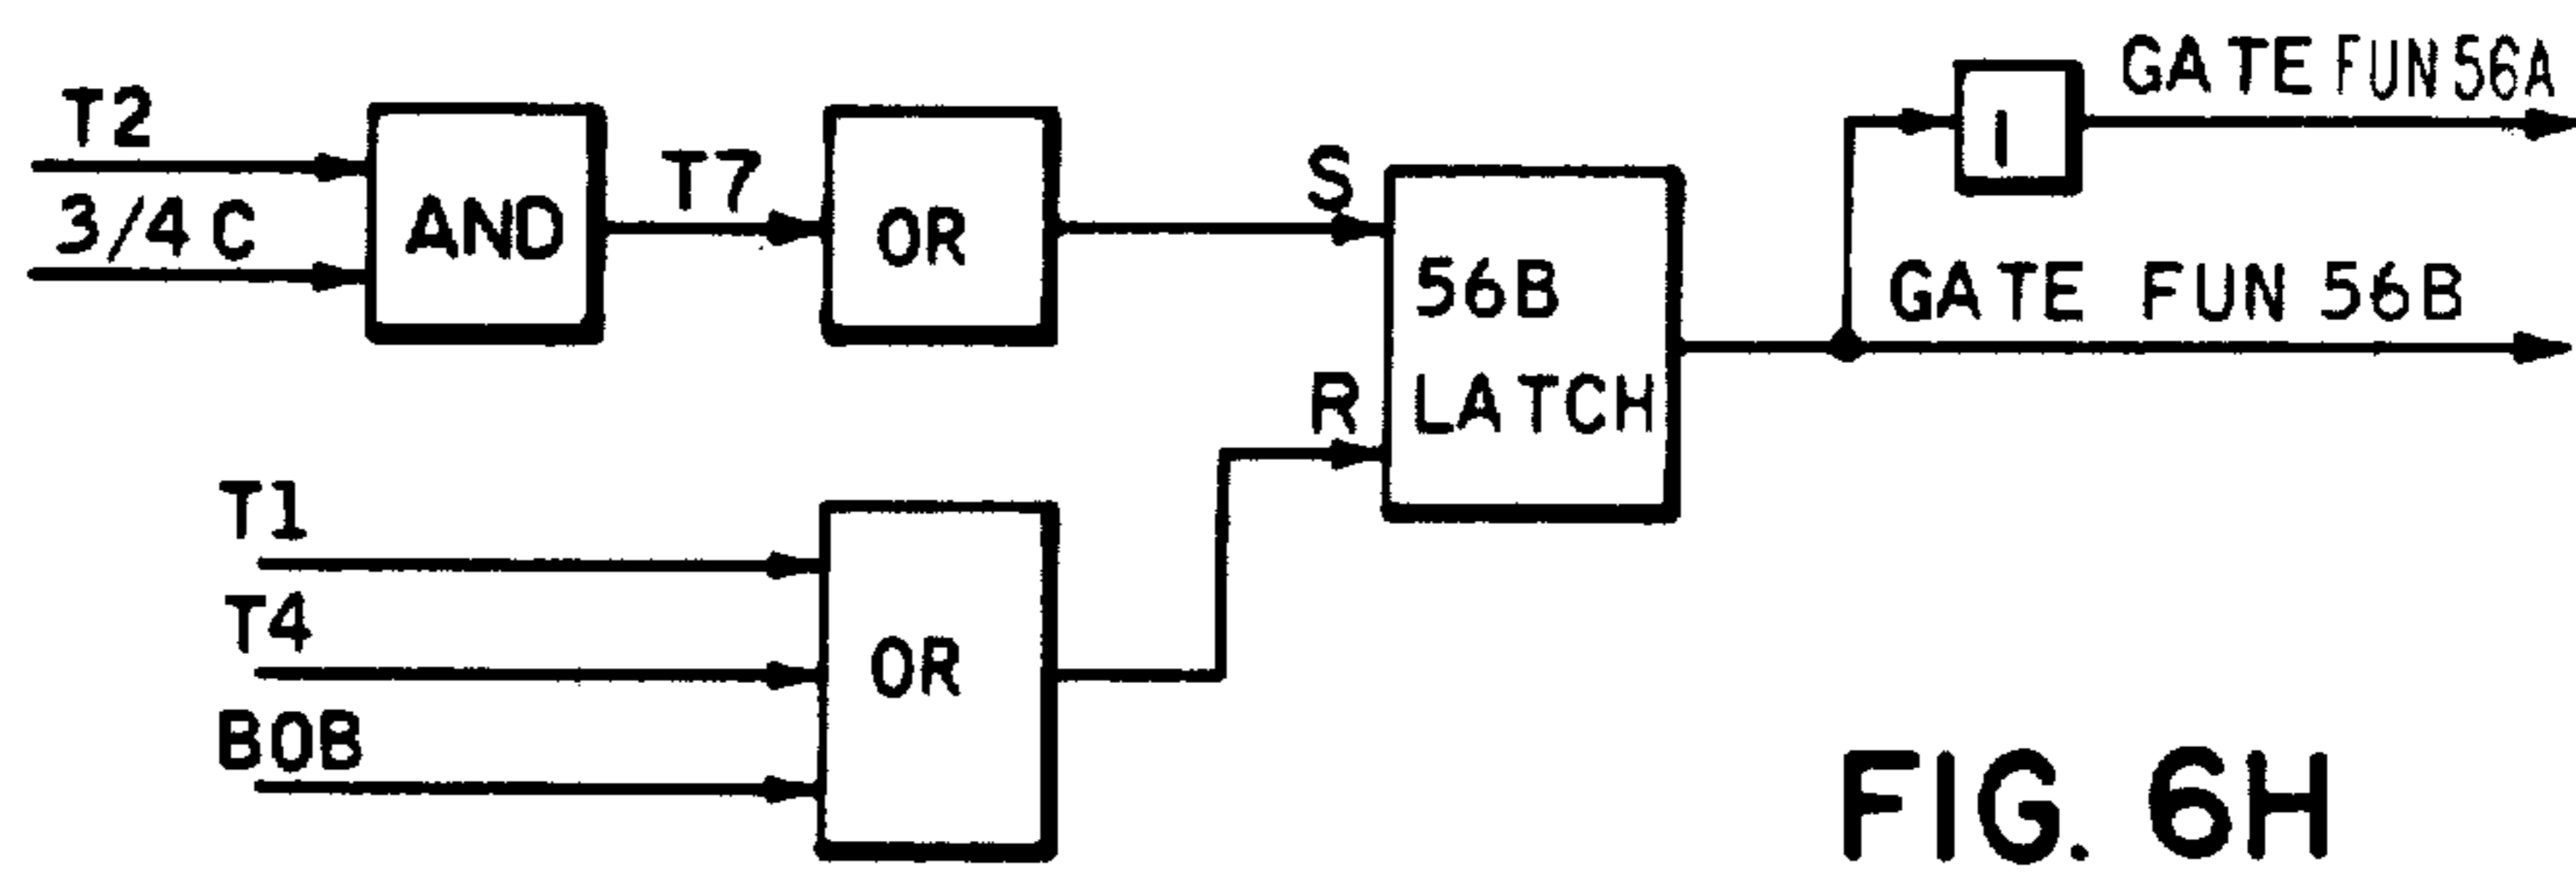 T2
3/4 C
AND
T7
OR
S
R
56B
LATCH
I
GATE FUN 56A
GATE FUN 56B
T1
T4
BOB
OR
FIG. 6H